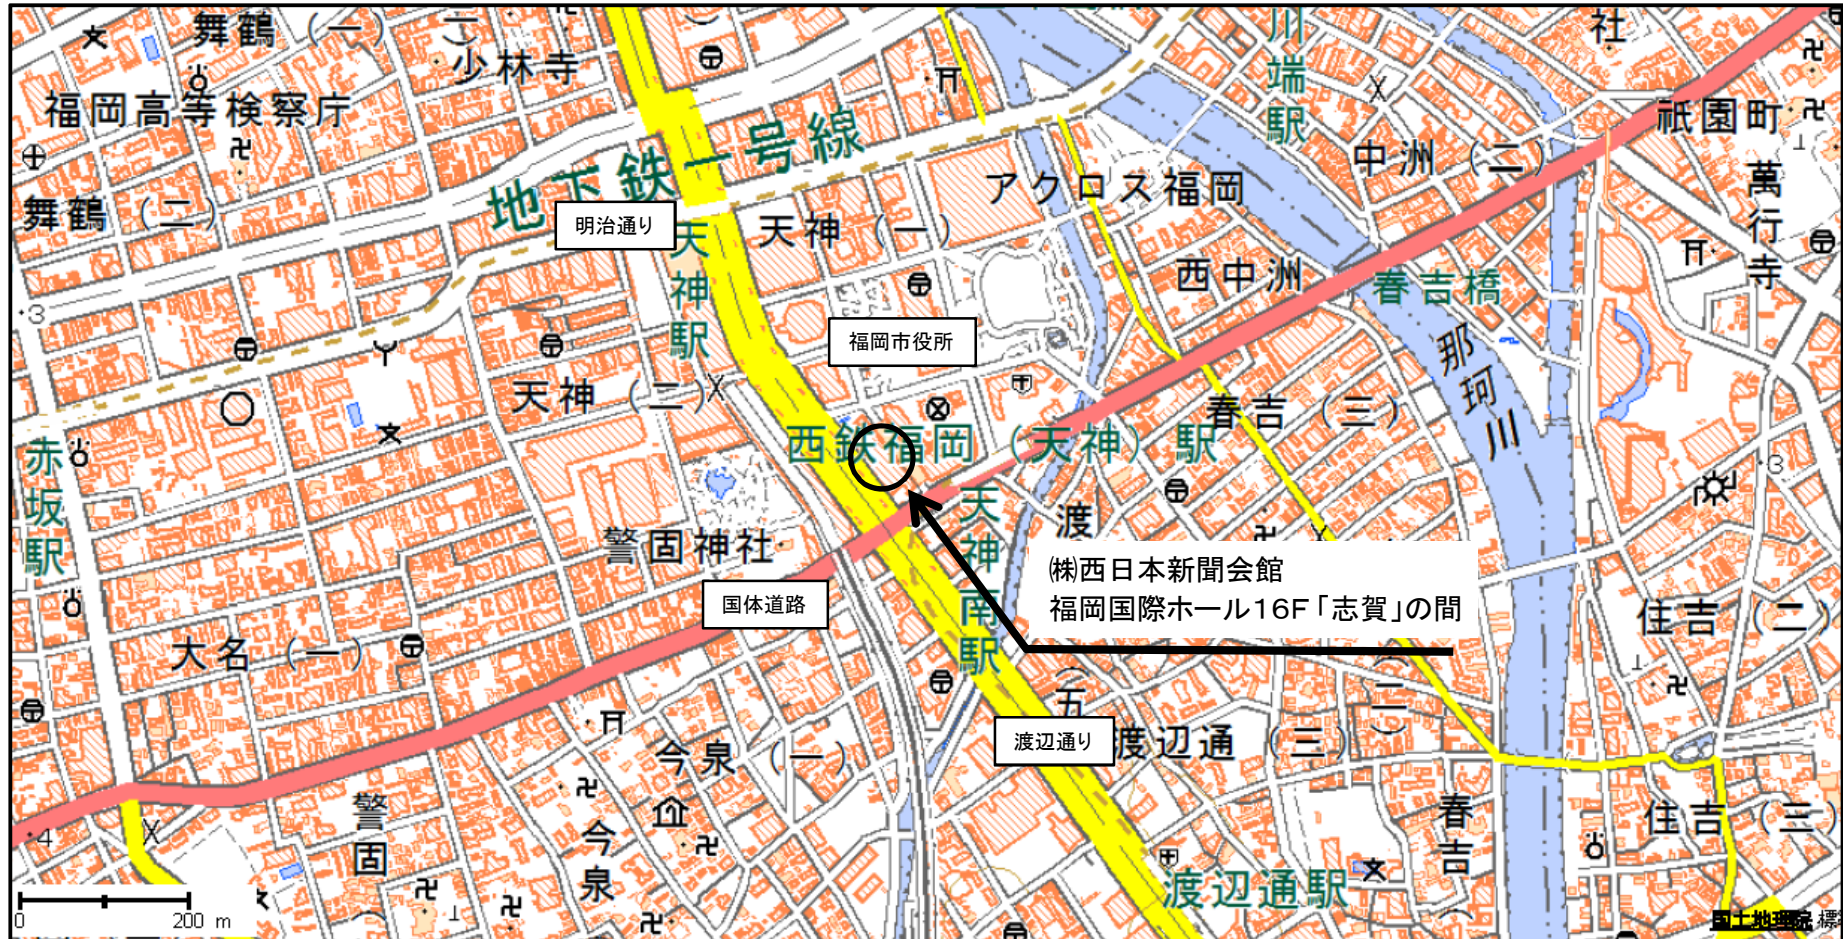 舞鶴（一）
少林寺
川端駅
社
福岡高等検察庁
地下鉄一号線
祇園町
中洲（二）
萬行寺
アクロス福岡
舞鶴（二）
明治通り
天神（一）
天神駅
西中洲
春吉橋
3
福岡市役所
那珂川
天神（二）
春吉（三）
西鉄福岡（天神）駅
赤坂駅
3
天神南駅
渡
警固神社
㈱西日本新聞会館
福岡国際ホール16F「志賀」の間
国体道路
住吉（二）
大名（一）
（五
（二）
渡辺通り
渡辺通（三）
今泉（一）
警固
今泉
春吉
住吉（三）
4
渡辺通駅
0 200 m
国土地理院 標